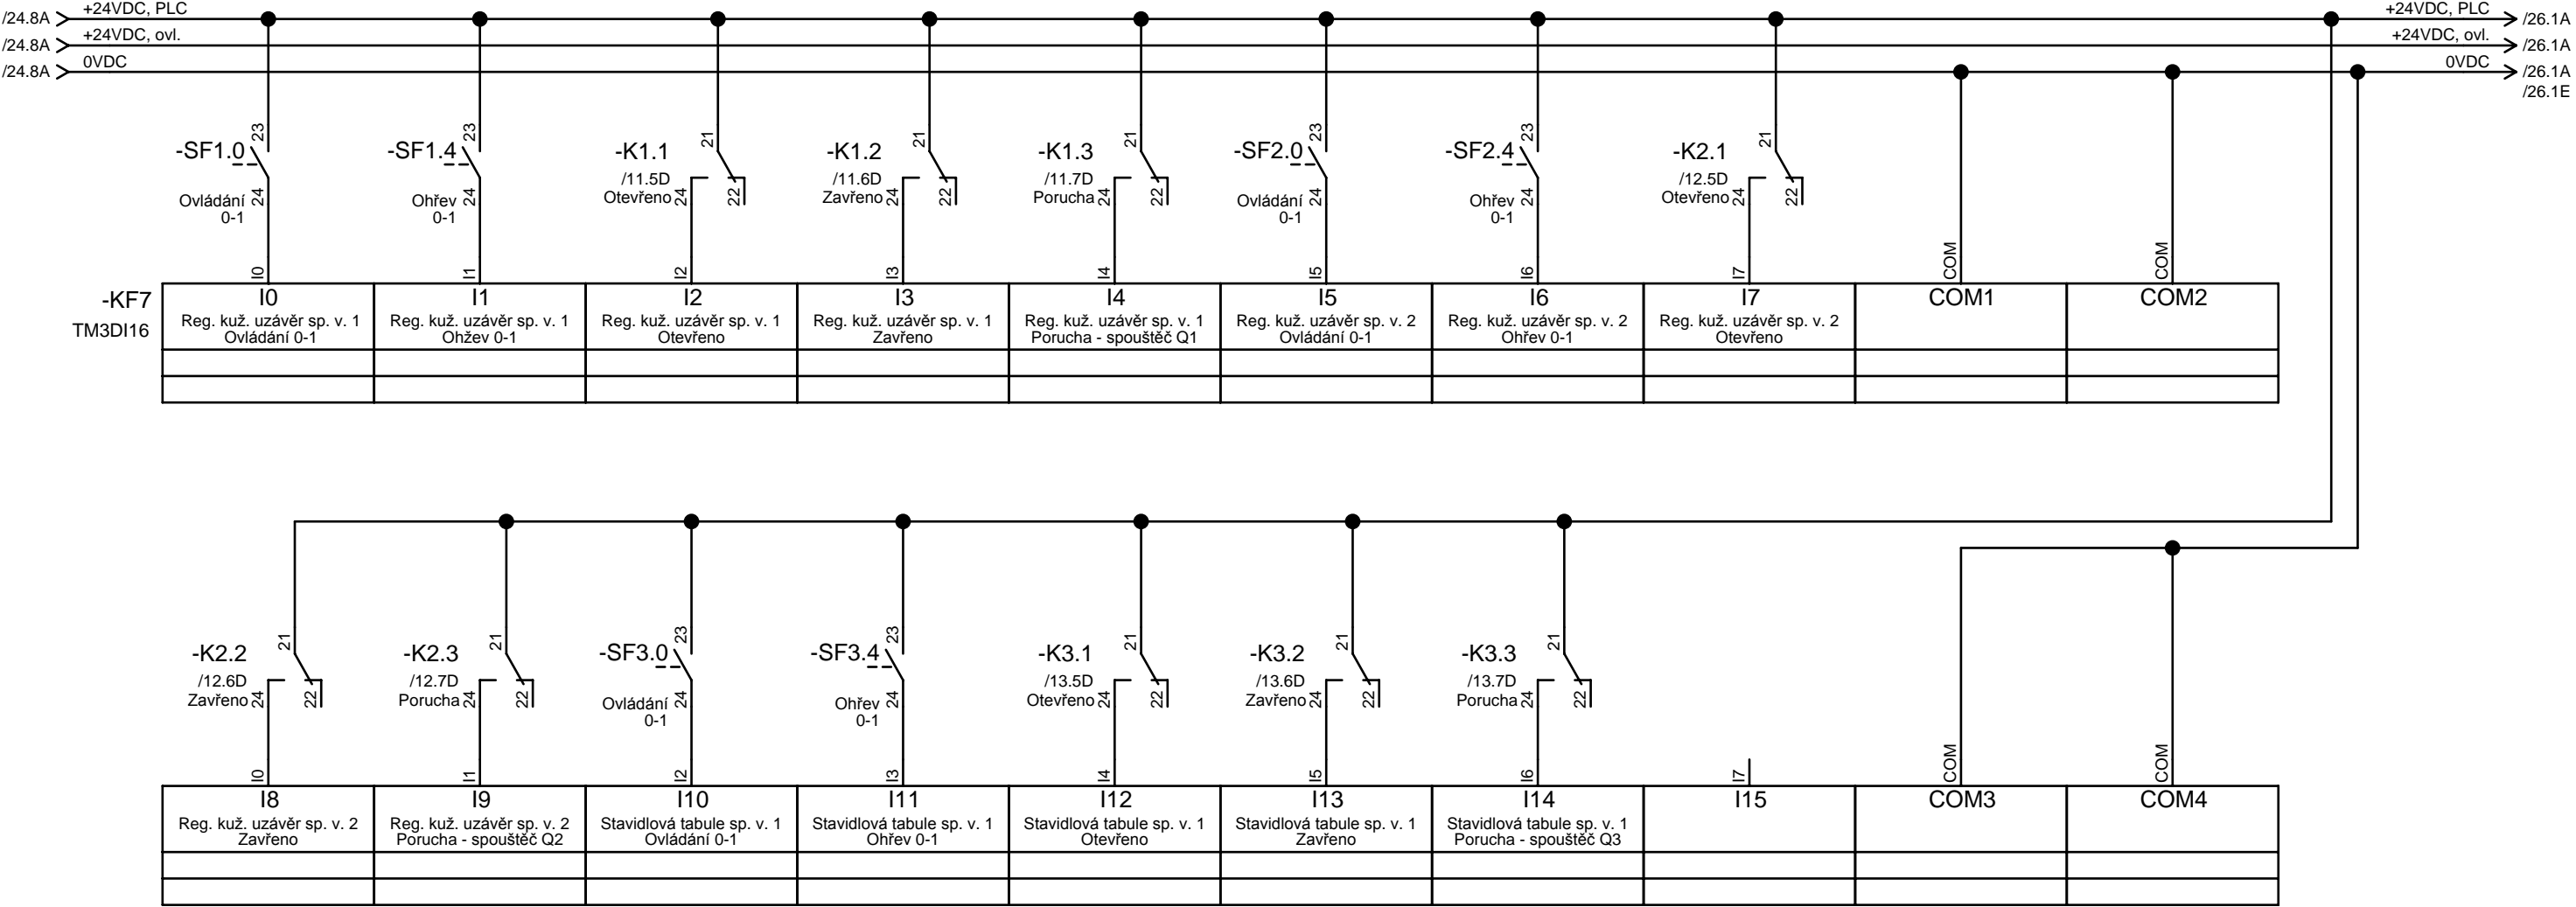 /24.8A
+24VDC, PLC
+24VDC, PLC
/26.1A
/24.8A
+24VDC, ovl.
+24VDC, ovl.
/26.1A
/24.8A
0VDC
0VDC
/26.1A
/26.1E
-SF1.0
23
24
Ovládání
0-1
I0
-SF1.4
23
24
Ohřev
0-1
I1
-K1.1
/11.5D
Otevřeno
21
24
22
I2
-K1.2
/11.6D
Zavřeno
21
24
22
I3
-K1.3
/11.7D
Porucha
21
24
22
I4
-SF2.0
23
24
Ovládání
0-1
I5
-SF2.4
23
24
Ohřev
0-1
I6
-K2.1
/12.5D
Otevřeno
21
24
22
I7
COM
COM
-KF7
TM3DI16
I0
Reg. kuž. uzávěr sp. v. 1
Ovládání 0-1
I1
Reg. kuž. uzávěr sp. v. 1
Ohžev 0-1
I2
Reg. kuž. uzávěr sp. v. 1
Otevřeno
I3
Reg. kuž. uzávěr sp. v. 1
Zavřeno
I4
Reg. kuž. uzávěr sp. v. 1
Porucha - spouštěč Q1
I5
Reg. kuž. uzávěr sp. v. 2
Ovládání 0-1
I6
Reg. kuž. uzávěr sp. v. 2
Ohřev 0-1
I7
Reg. kuž. uzávěr sp. v. 2
Otevřeno
COM1
COM2
-K2.2
/12.6D
Zavřeno
21
24
22
I0
-K2.3
/12.7D
Porucha
21
24
22
I1
-SF3.0
23
24
Ovládání
0-1
I2
-SF3.4
23
24
Ohřev
0-1
I3
-K3.1
/13.5D
Otevřeno
21
24
22
I4
-K3.2
/13.6D
Zavřeno
21
24
22
I5
-K3.3
/13.7D
Porucha
21
24
22
I6
I7
COM
COM
I8
Reg. kuž. uzávěr sp. v. 2
Zavřeno
I9
Reg. kuž. uzávěr sp. v. 2
Porucha - spouštěč Q2
I10
Stavidlová tabule sp. v. 1
Ovládání 0-1
I11
Stavidlová tabule sp. v. 1
Ohřev 0-1
I12
Stavidlová tabule sp. v. 1
Otevřeno
I13
Stavidlová tabule sp. v. 1
Zavřeno
I14
Stavidlová tabule sp. v. 1
Porucha - spouštěč Q3
I15
COM3
COM4